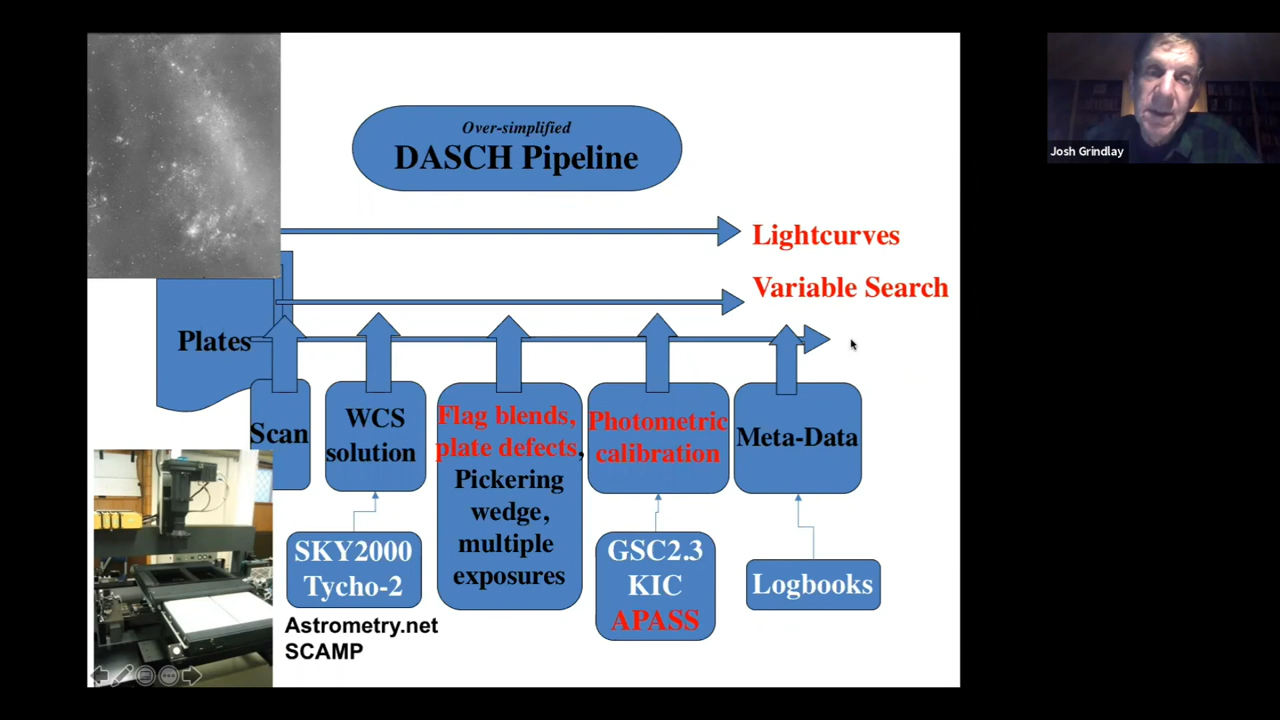 Over-simplified
DASCH Pipeline
Lightcurves
Variable Search
Plates
Scan
WCS
solution
Flag blends,
plate defects,
Pickering
wedge,
multiple
exposures
Photometric
calibration
Meta-Data
SKY2000
Tycho-2
GSC2.3
KIC
APASS
Logbooks
Astrometry.net
SCAMP
Josh Grindlay